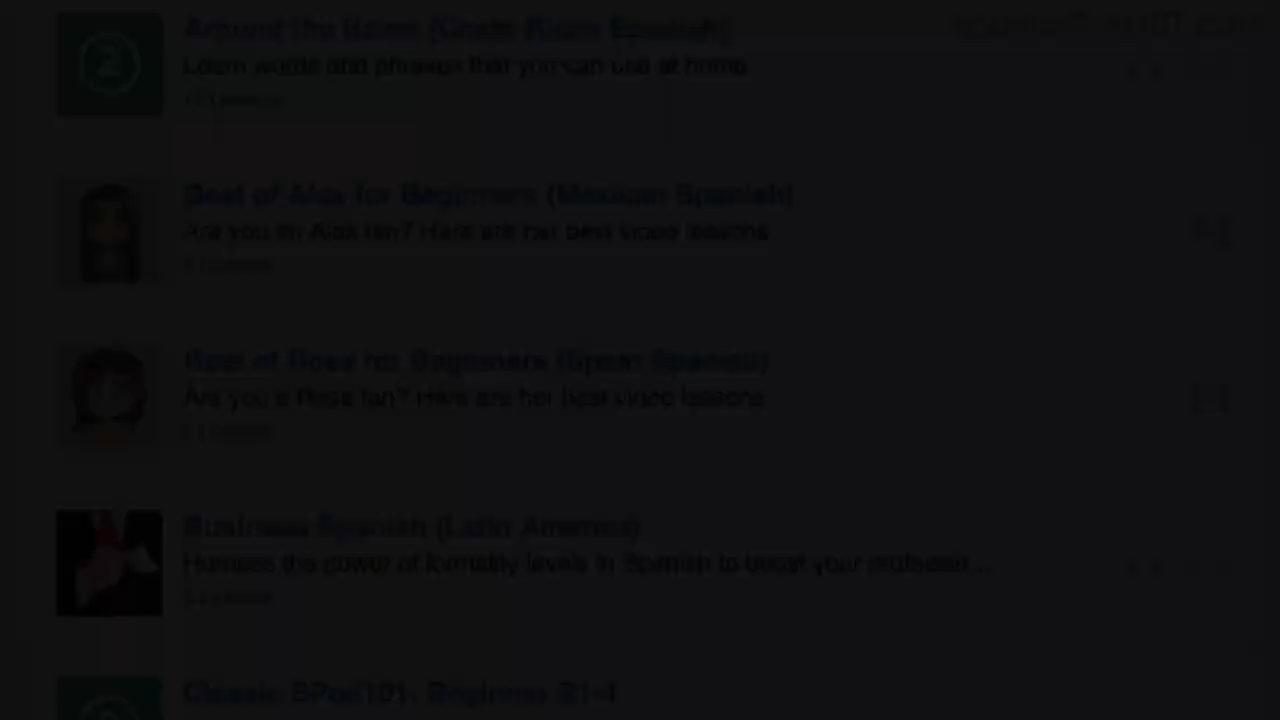 Around the Home (Costa Rican Spanish)
Learn words and phrases that you can use at home
Best of Alex for Beginners (Mexican Spanish)
Are you an Alex fan? Here are her best video lessons
Best of Rosa for Beginners (Spain Spanish)
Are you a Rosa fan? Here are her best video lessons
Business Spanish (Latin America)
Harness the power of formality levels in Spanish to boost your profession...
Classic SPod101: Beginner S1-4